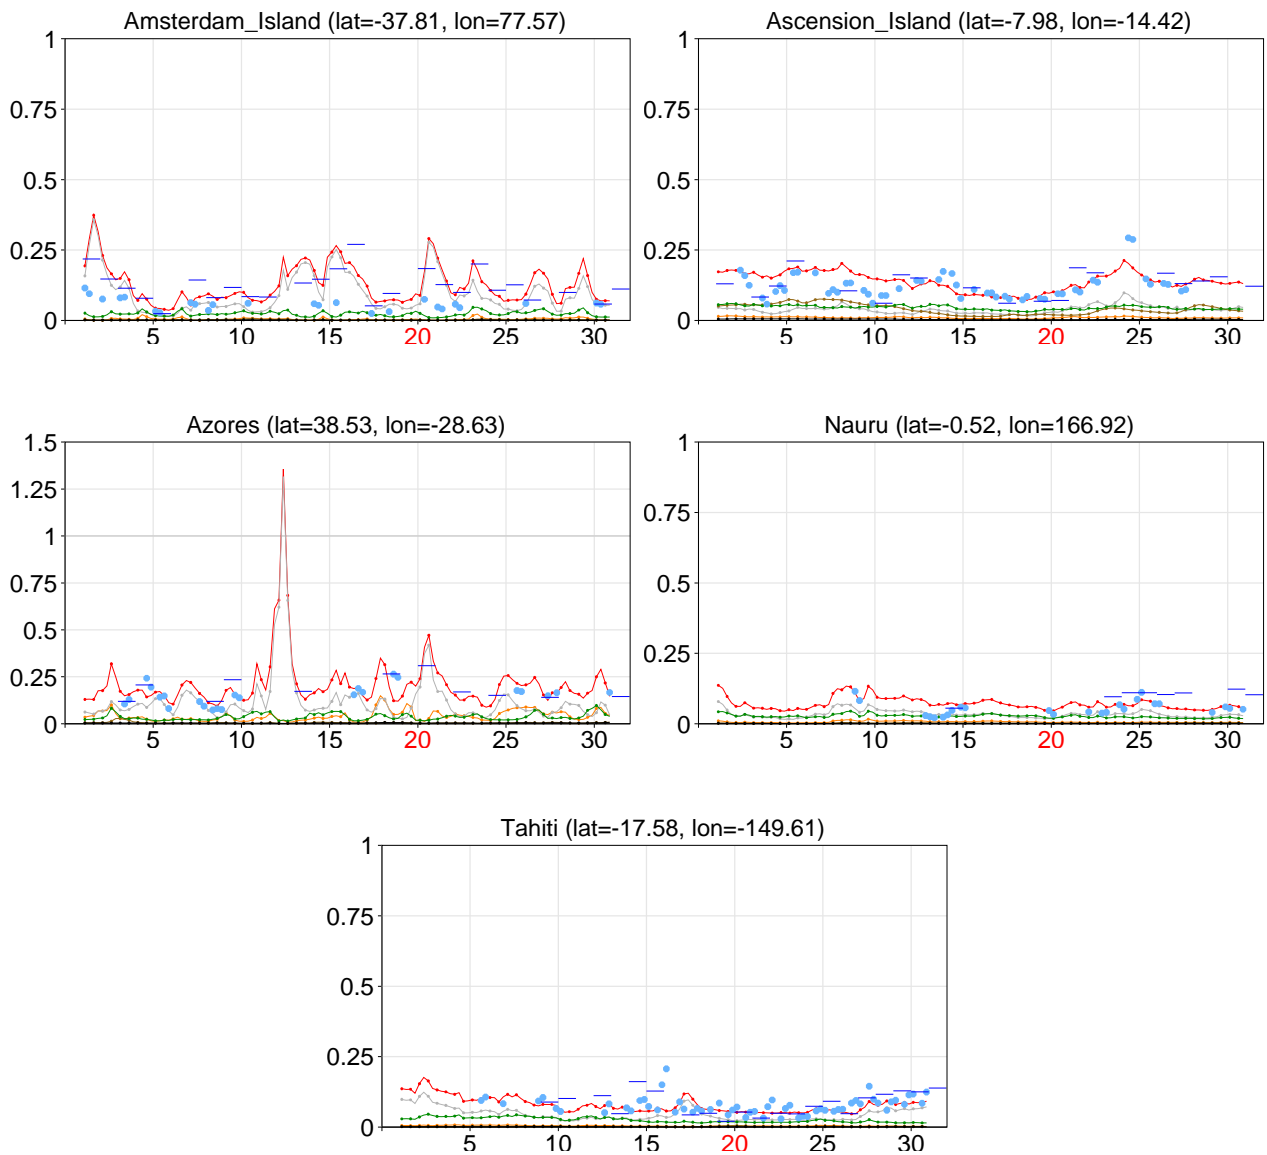 Amsterdam_Island (lat=-37.81, lon=77.57)
1
0.75
0.5
0.25
0
5 10 15 20 25 30
Ascension_Island (lat=-7.98, lon=-14.42)
1
0.75
0.5
0.25
0
5 10 15 20 25 30
Azores (lat=38.53, lon=-28.63)
1.5
1.25
1
0.75
0.5
0.25
0
5 10 15 20 25 30
Nauru (lat=-0.52, lon=166.92)
1
0.75
0.5
0.25
0
5 10 15 20 25 30
Tahiti (lat=-17.58, lon=-149.61)
1
0.75
0.5
0.25
0
5 10 15 20 25 30